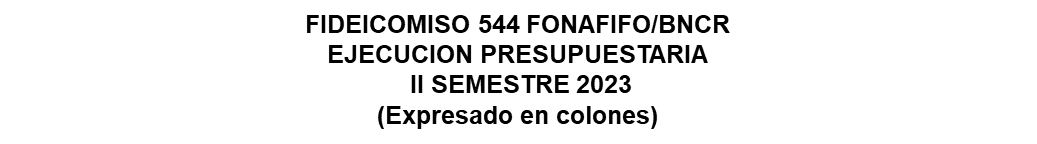 FIDEICOMISO 544 FONAFIFO/BNCR
EJECUCION PRESUPUESTARIA
II SEMESTRE 2023
(Expresado en colones)